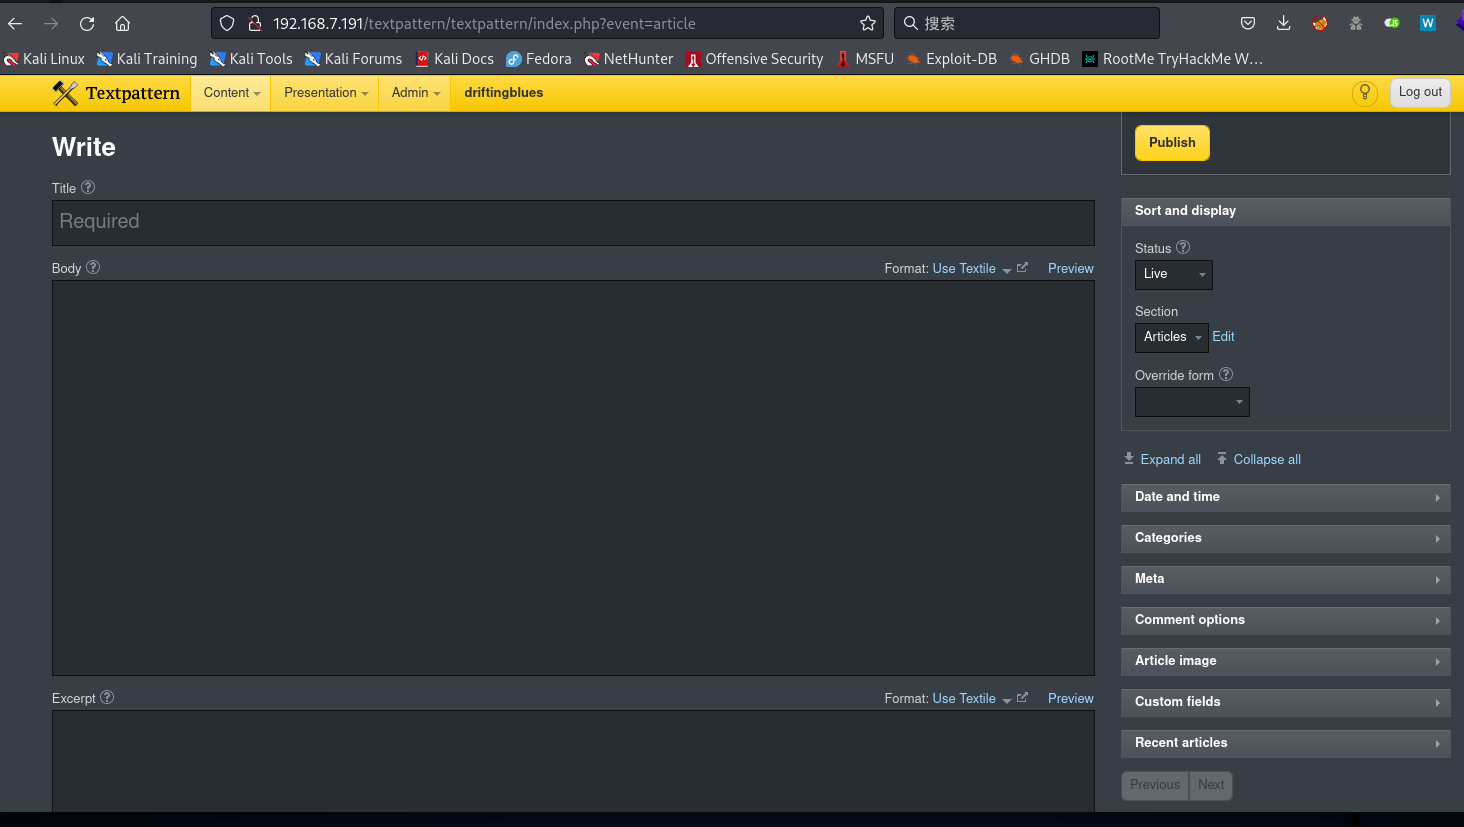 192.168.7.191/textpattern/textpattern/index.php?event=article
搜索
Kali Linux Kali Training Kali Tools Kali Forums Kali Docs Fedora NetHunter Offensive Security MSFU Exploit-DB GHDB RootMe TryHackMe W…
Textpattern Content Presentation Admin driftingblues Log out
Write
Publish
Title
Required
Sort and display
Status
Live
Body Format: Use Textile Preview
Section
Articles Edit
Override form
Expand all Collapse all
Date and time
Categories
Meta
Comment options
Article image
Custom fields
Recent articles
Previous Next
Excerpt Format: Use Textile Preview